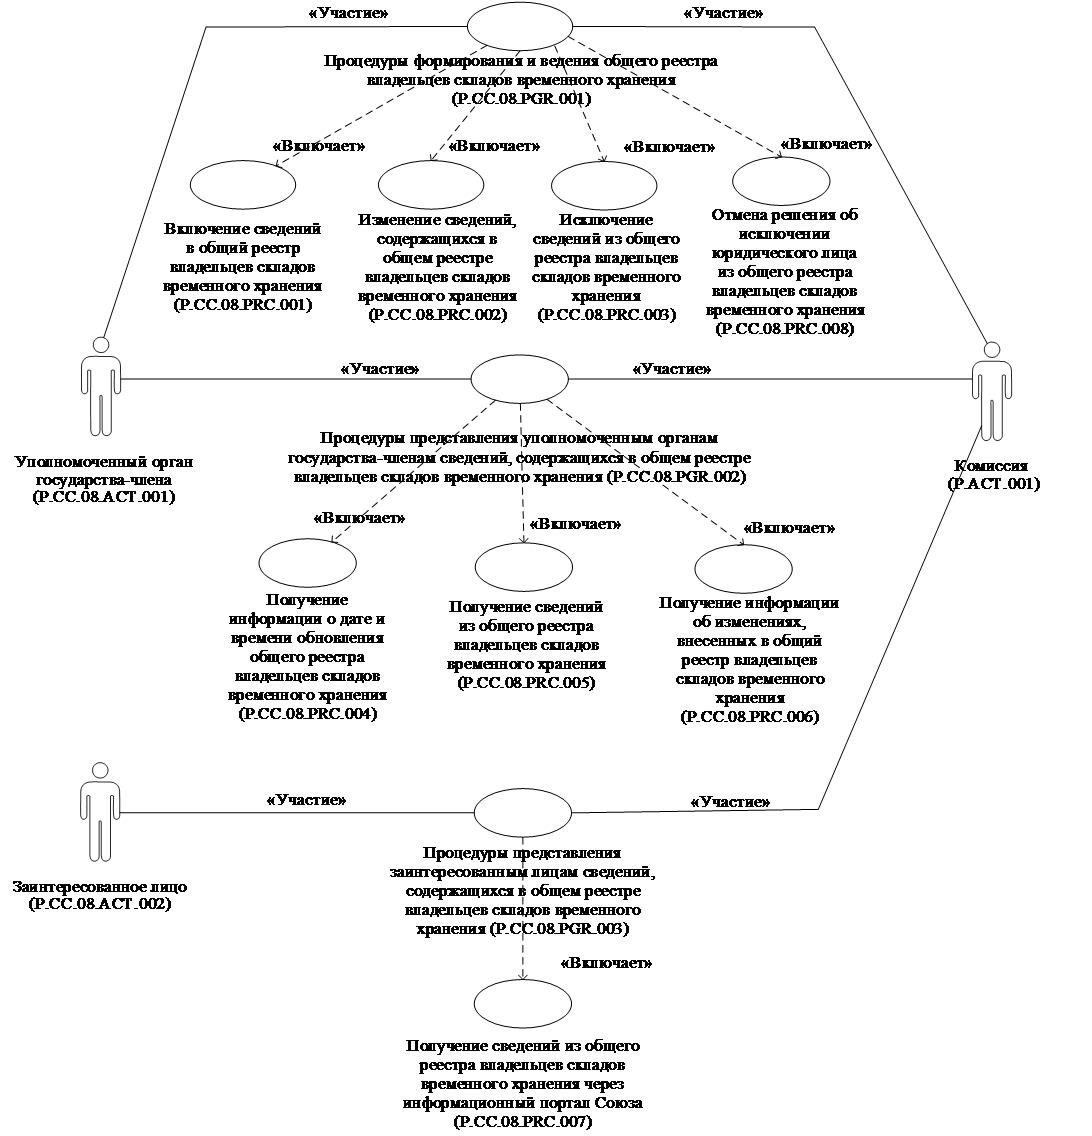 «Участие»
«Участие»
Процедуры формирования и ведения общего реестра
владельцев складов временного хранения
(P.CC.08.PGR.001)
«Включает»
«Включает»
«Включает»
«Включает»
Включение сведений
в общий реестр
владельцев складов
временного хранения
(P.CC.08.PRC.001)
Изменение сведений,
содержащихся в
общем реестре
владельцев складов
временного хранения
(P.CC.08.PRC.002)
Исключение
сведений из общего
реестра владельцев
складов временного
хранения
(P.CC.08.PRC.003)
Отмена решения об
исключении
юридического лица
из общего реестра
владельцев складов
временного хранения
(P.CC.08.PRC.008)
«Участие»
«Участие»
Уполномоченный орган
государства-члена
(P.CC.08.ACT.001)
Комиссия
(P.ACT.001)
Процедуры представления уполномоченным органам
государства-членам сведений, содержащихся в общем реестре
владельцев складов временного хранения (P.CC.08.PGR.002)
«Включает»
«Включает»
«Включает»
Получение
информации о дате и
времени обновления
общего реестра
владельцев складов
временного хранения
(P.CC.08.PRC.004)
Получение сведений
из общего реестра
владельцев складов
временного хранения
(P.CC.08.PRC.005)
Получение информации
об изменениях,
внесенных в общий
реестр владельцев
складов временного
хранения
(P.CC.08.PRC.006)
«Участие»
«Участие»
Заинтересованное лицо
(P.CC.08.ACT.002)
Процедуры представления
заинтересованным лицам сведений,
содержащихся в общем реестре
владельцев складов временного
хранения (P.CC.08.PGR.003)
«Включает»
Получение сведений из общего
реестра владельцев складов
временного хранения через
информационный портал Союза
(P.CC.08.PRC.007)